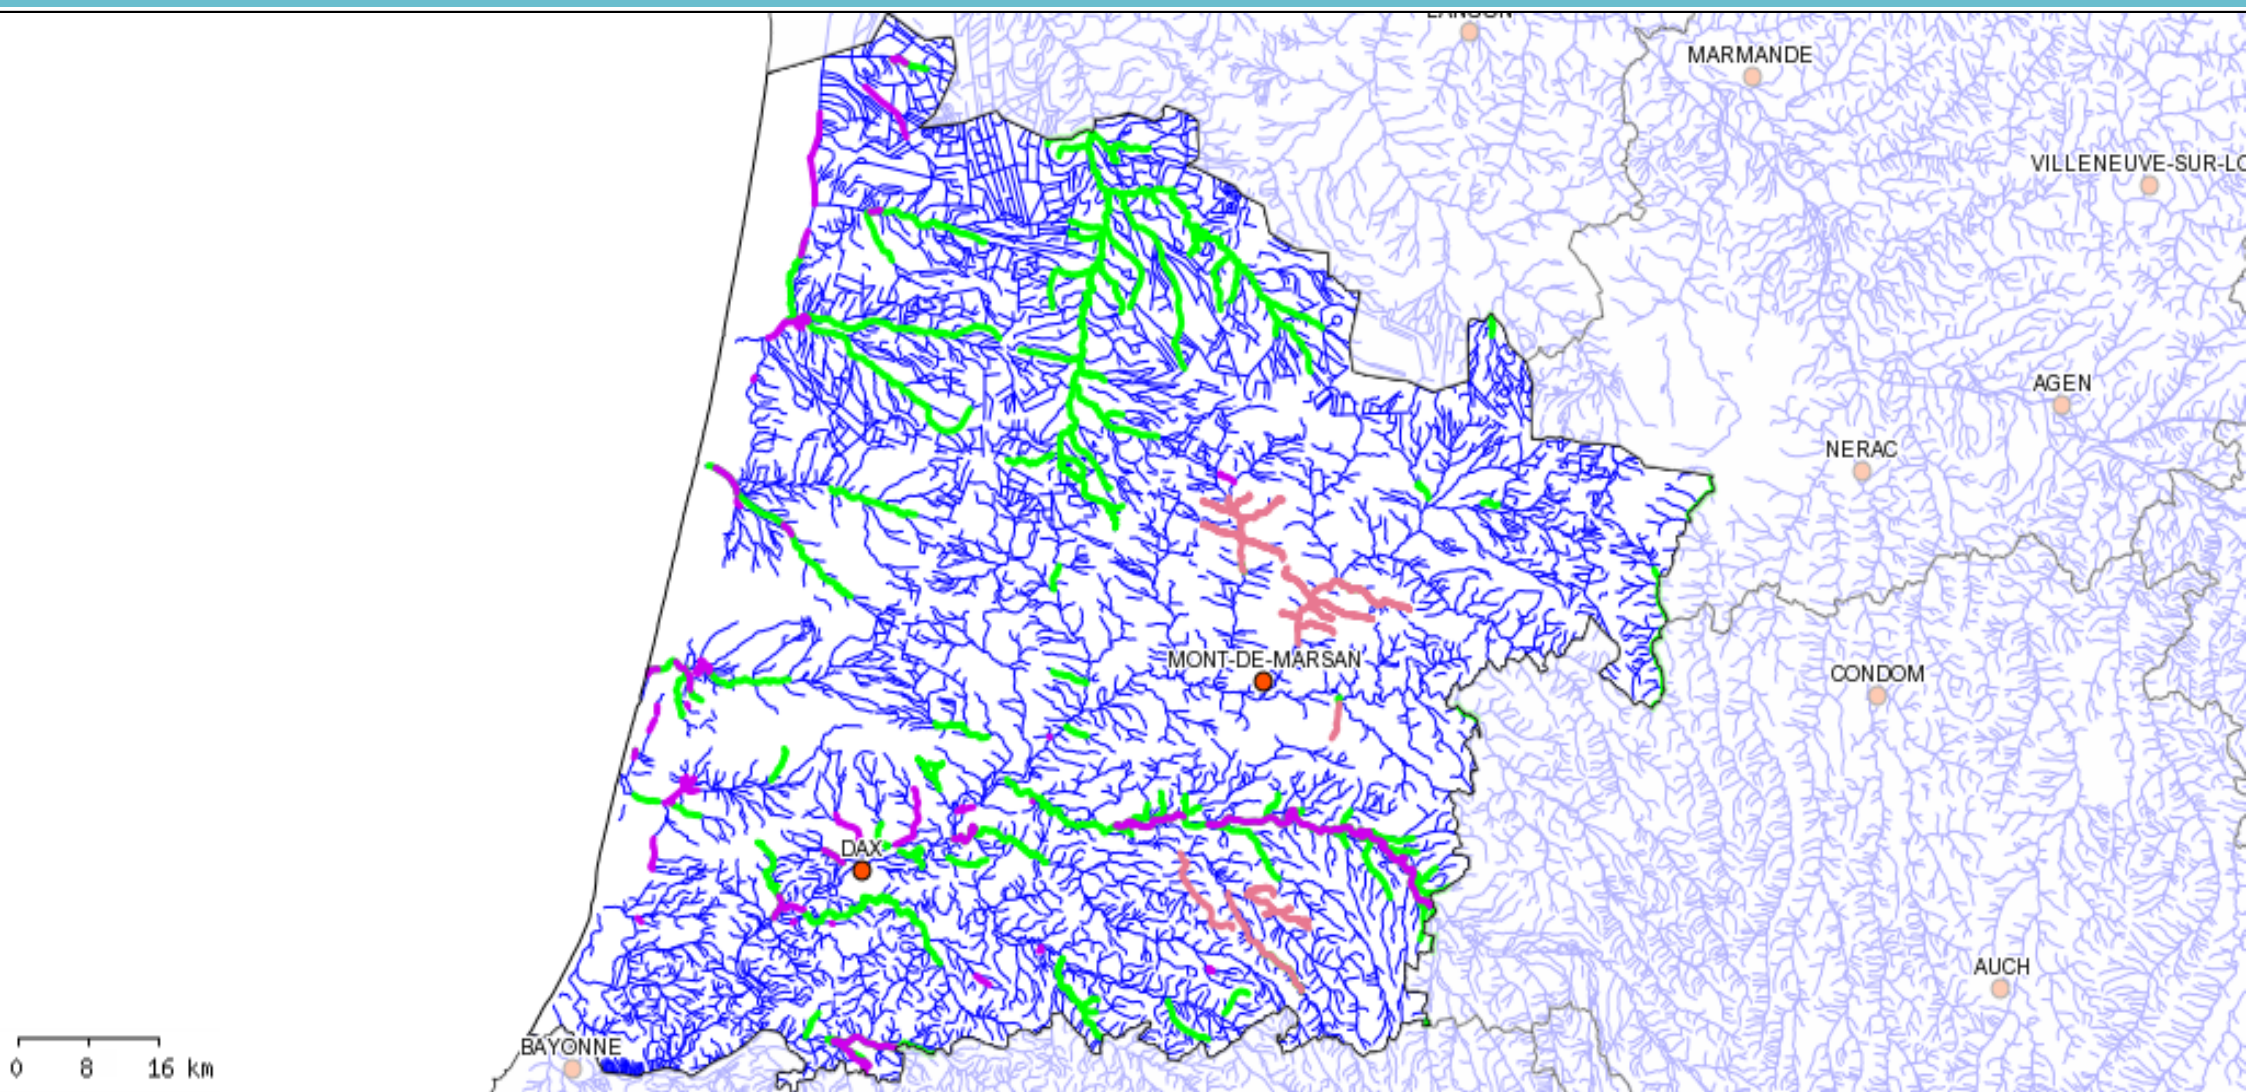 MARMANDE
VILLENEUVE-SUR-LO
AGEN
NERAC
MONT-DE-MARSAN
CONDOM
DAX
AUCH
BAYONNE
0 8 16 km